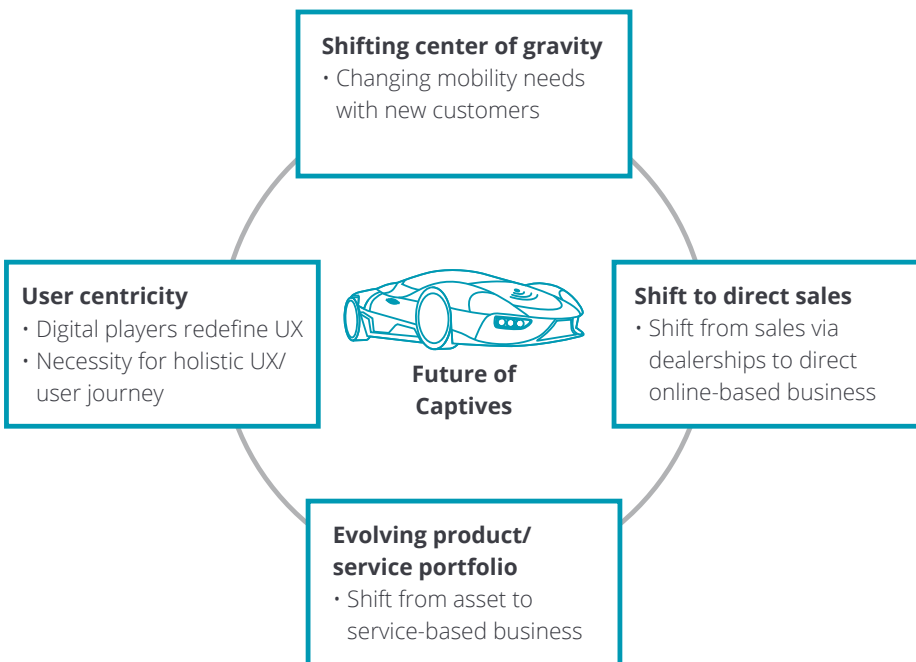 Shifting center of gravity
· Changing mobility needs
with new customers
User centricity
· Digital players redefine UX
· Necessity for holistic UX/
user journey
Future of
Captives
Shift to direct sales
· Shift from sales via
dealerships to direct
online-based business
Evolving product/
service portfolio
· Shift from asset to
service-based business